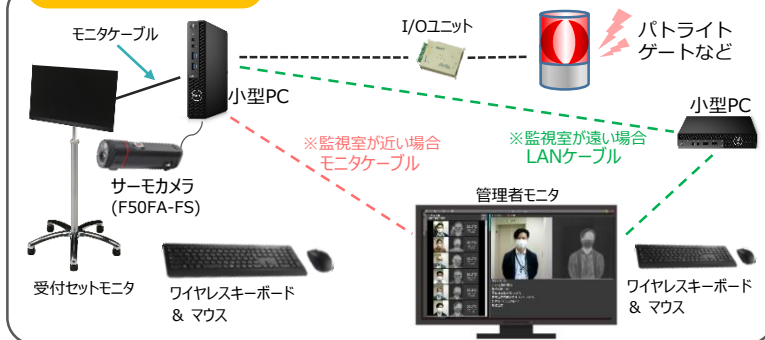 モニタケーブル
I/Oユニット
パトライト
ゲートなど
小型PC
小型PC
※監視室が近い場合
モニタケーブル
※監視室が遠い場合
LANケーブル
サーモカメラ
(F50FA-FS)
管理者モニタ
受付セットモニタ
ワイヤレスキーボード
& マウス
ワイヤレスキーボード
& マウス